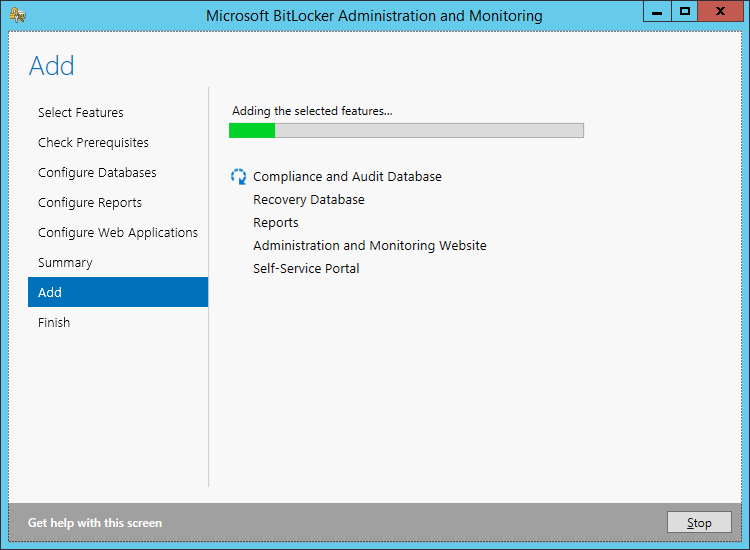 Microsoft BitLocker Administration and Monitoring
Add
Select Features
Check Prerequisites
Configure Databases
Configure Reports
Configure Web Applications
Summary
Add
Finish
Adding the selected features...
Compliance and Audit Database
Recovery Database
Reports
Administration and Monitoring Website
Self-Service Portal
Get help with this screen
Stop